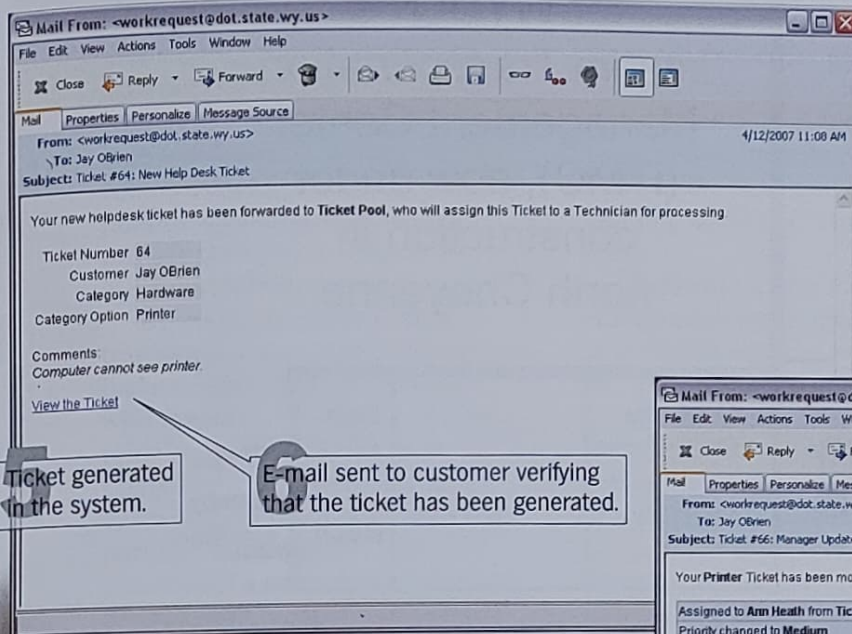 Mail From: <workrequest@dot.state.wy.us>
File Edit View Actions Tools Window Help
Close Reply Forward
Mail Properties Personalize Message Source
From: <workrequest@dot.state.wy.us>
4/12/2007 11:08 AM
To: Jay OBrien
Subject: Ticket #64: New Help Desk Ticket
Your new helpdesk ticket has been forwarded to Ticket Pool, who will assign this Ticket to a Technician for processing.
Ticket Number 64
Customer Jay OBrien
Category Hardware
Category Option Printer
Comments:
Computer cannot see printer.
View the Ticket
5
Ticket generated
in the system.
6
E-mail sent to customer verifying
that the ticket has been generated.
Mail From: <workrequest@d
File Edit View Actions Tools W
Close Reply
Mail Properties Personalize Mes
From: <workrequest@dot.state.w
To: Jay OBrien
Subject: Ticket #66: Manager Update
Your Printer Ticket has been mo
Assigned to Ann Heath from Tic
Priority changed to Medium